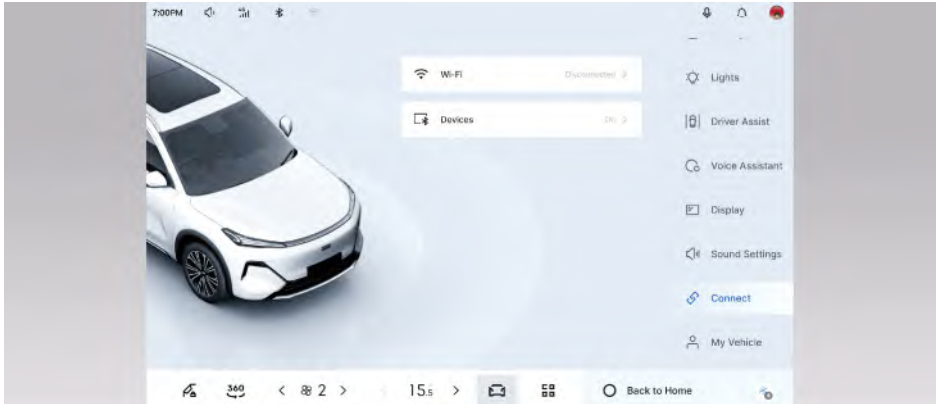 7:00PM
Wi-Fi
Disconnected
Devices
On
Lights
Driver Assist
Voice Assistant
Display
Sound Settings
Connect
My Vehicle
360
2
15.5
Back to Home